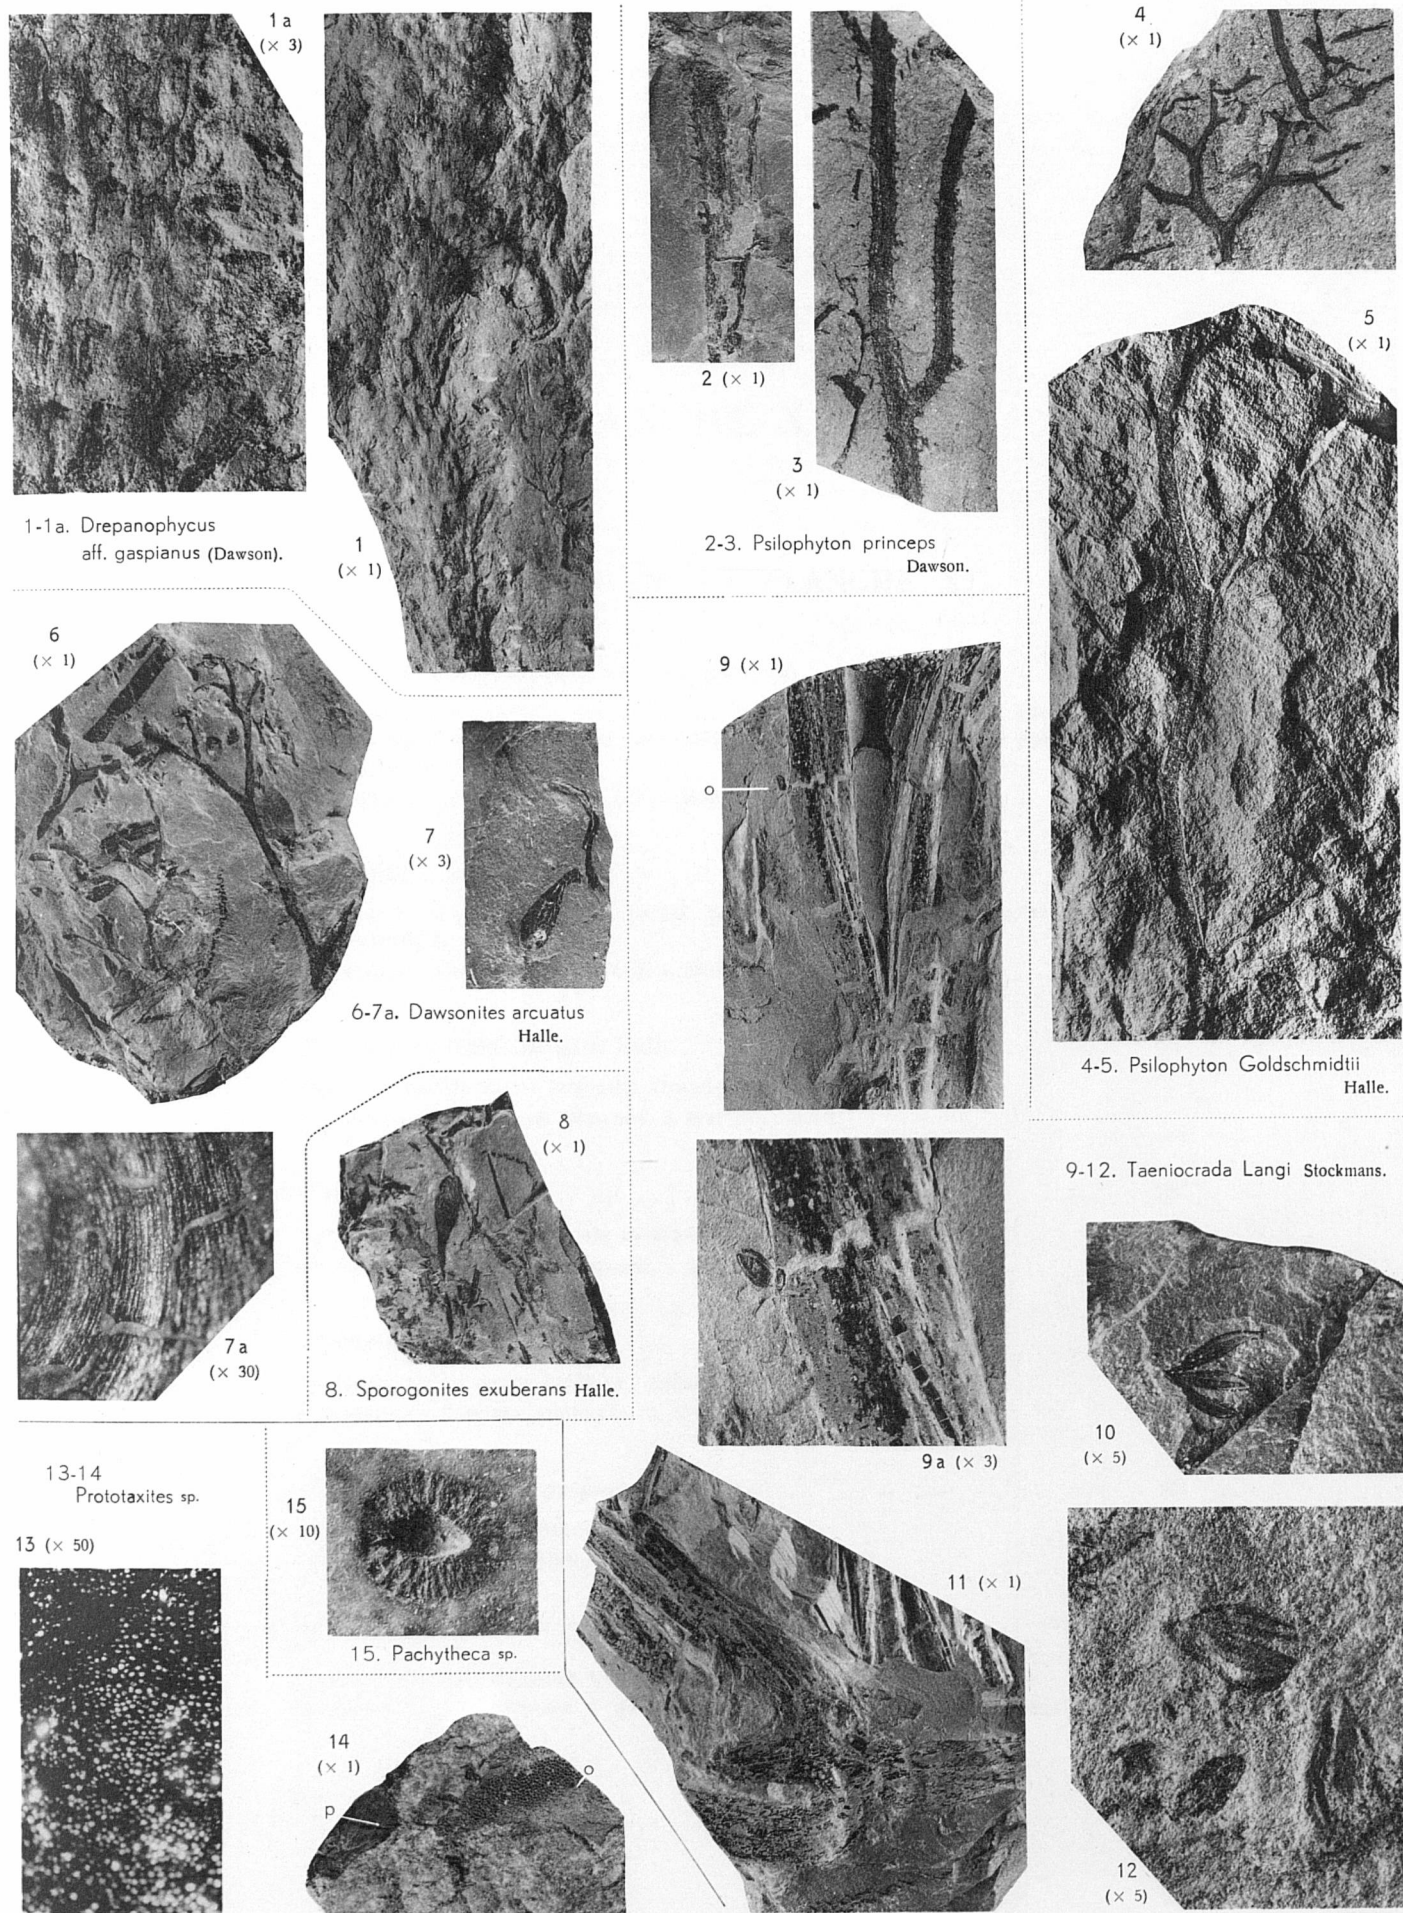 1a
(× 3)
1
(× 1)
1-1a. Drepanophycus
aff. gaspianus (Dawson).
2 (× 1)
3
(× 1)
2-3. Psilophyton princeps
Dawson.
4
(× 1)
5
(× 1)
4-5. Psilophyton Goldschmidtii
Halle.
6
(× 1)
7
(× 3)
6-7a. Dawsonites arcuatus
Halle.
7a
(× 30)
8
(× 1)
8. Sporogonites exuberans Halle.
9 (× 1)
o
9a (× 3)
9-12. Taeniocrada Langi Stockmans.
10
(× 5)
11 (× 1)
12
(× 5)
13-14
Prototaxites sp.
13 (× 50)
15
(× 10)
15. Pachytheca sp.
14
(× 1)
o
p